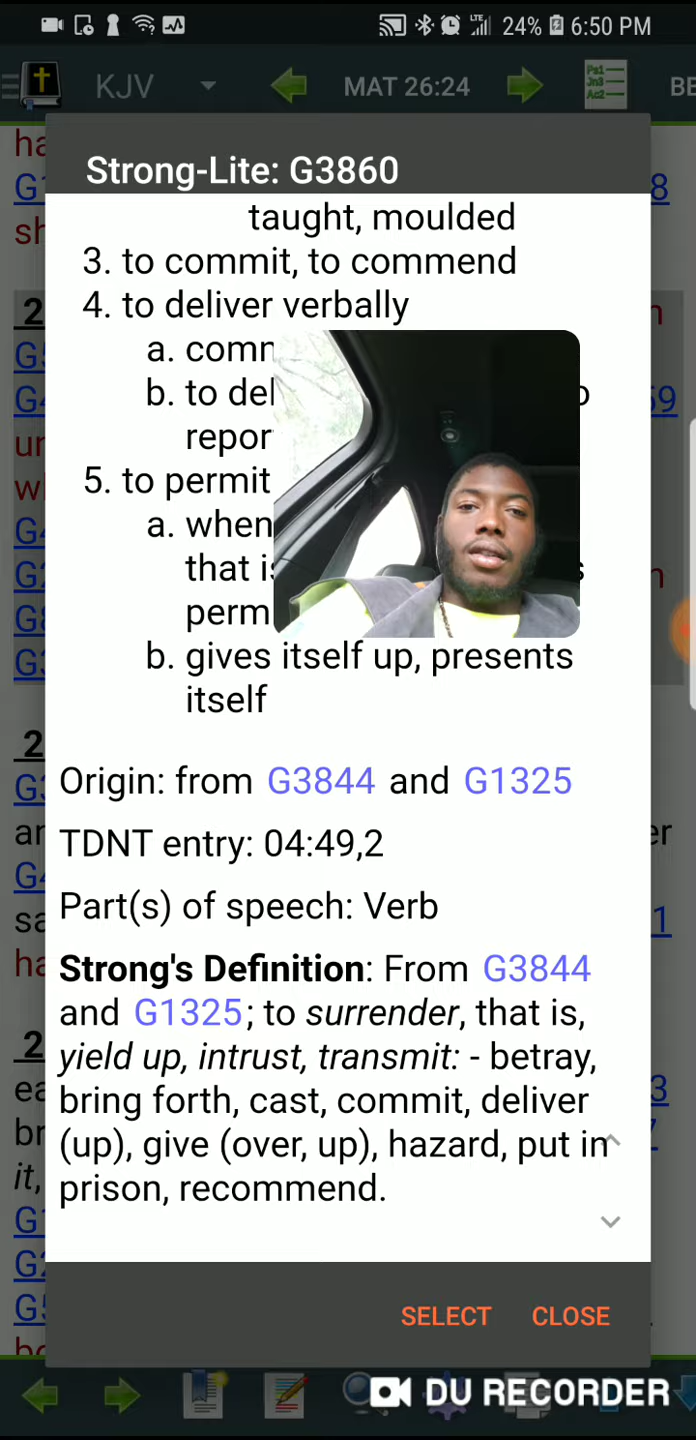 24% 6:50 PM
KJV MAT 26:24
Strong-Lite: G3860
taught, moulded
3. to commit, to commend
4. to deliver verbally
a.
b. to
5. to permit
a. when
that
b. gives itself up, presents
itself
Origin: from G3844 and G1325
TDNT entry: 04:49,2
Part(s) of speech: Verb
Strong's Definition: From G3844
and G1325; to surrender, that is,
yield up, intrust, transmit: - betray,
bring forth, cast, commit, deliver
(up), give (over, up), hazard, put in
prison, recommend.
SELECT CLOSE
DU RECORDER